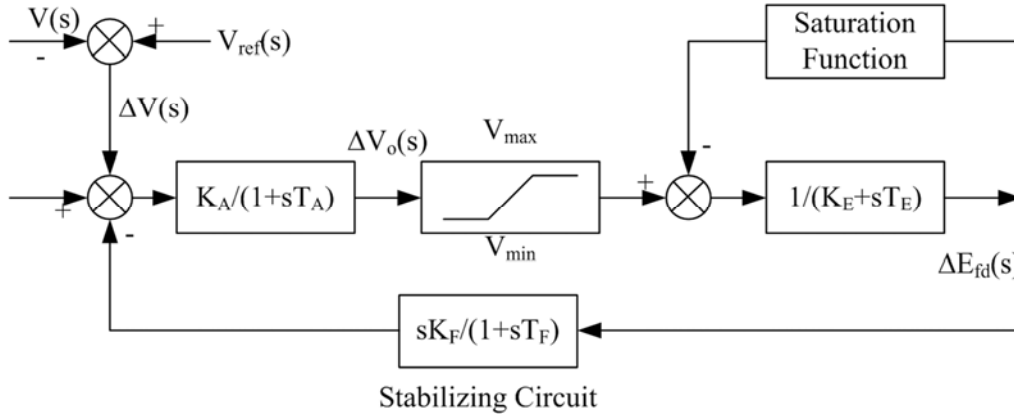 V(s)
+
-
V_ref(s)
Saturation
Function
ΔV(s)
ΔV_o(s)
V_max
-
+
K_A/(1+sT_A)
+
1/(K_E+sT_E)
-
V_min
ΔE_fd(s)
sK_F/(1+sT_F)
Stabilizing Circuit